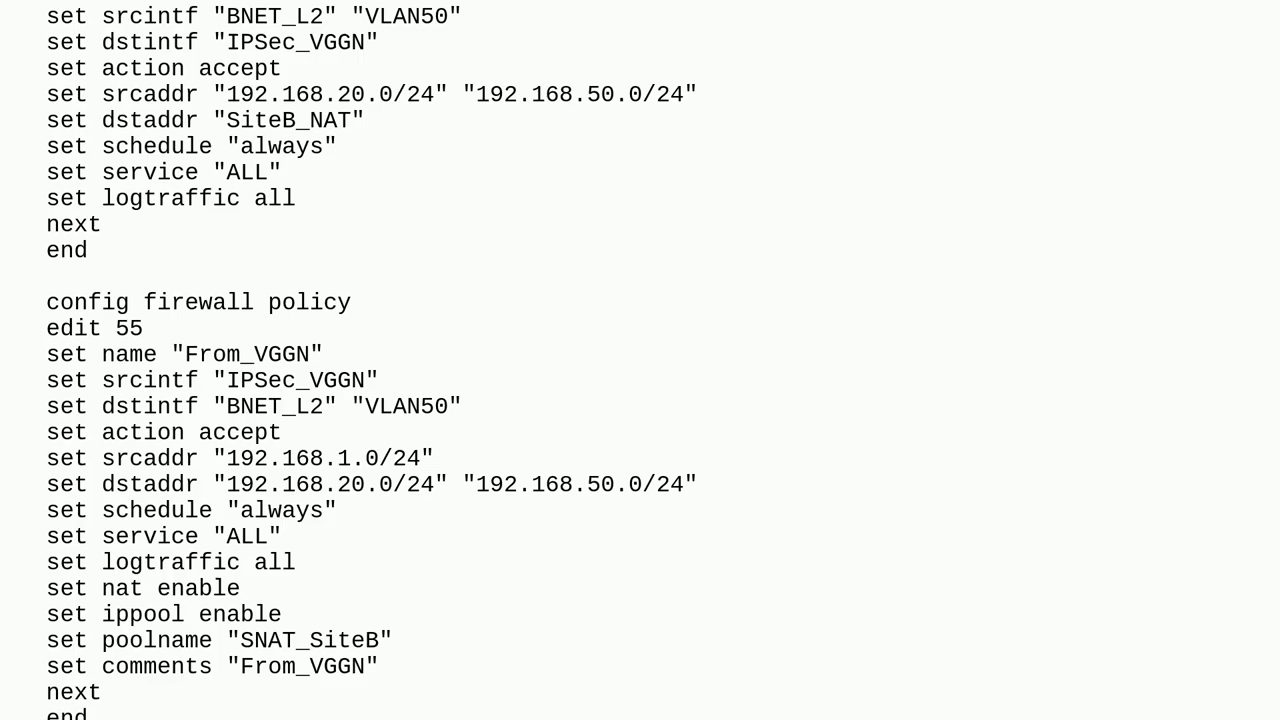 set srcintf "BNET_L2" "VLAN50"
set dstintf "IPSec_VGGN"
set action accept
set srcaddr "192.168.20.0/24" "192.168.50.0/24"
set dstaddr "SiteB_NAT"
set schedule "always"
set service "ALL"
set logtraffic all
next
end
config firewall policy
edit 55
set name "From_VGGN"
set srcintf "IPSec_VGGN"
set dstintf "BNET_L2" "VLAN50"
set action accept
set srcaddr "192.168.1.0/24"
set dstaddr "192.168.20.0/24" "192.168.50.0/24"
set schedule "always"
set service "ALL"
set logtraffic all
set nat enable
set ippool enable
set poolname "SNAT_SiteB"
set comments "From_VGGN"
next
end